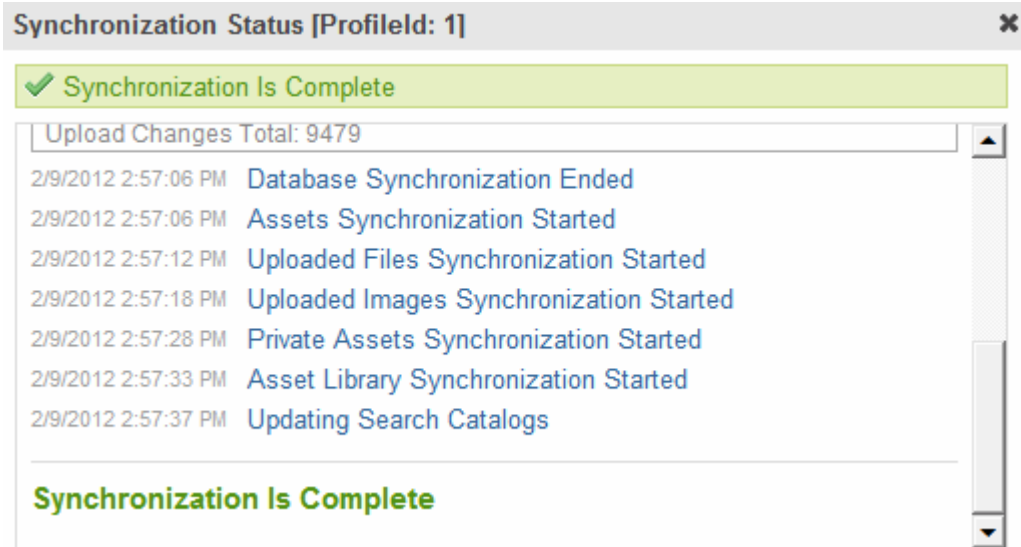 Synchronization Status [ProfileId: 1]
Synchronization Is Complete
Upload Changes Total: 9479
2/9/2012 2:57:06 PM Database Synchronization Ended
2/9/2012 2:57:06 PM Assets Synchronization Started
2/9/2012 2:57:12 PM Uploaded Files Synchronization Started
2/9/2012 2:57:18 PM Uploaded Images Synchronization Started
2/9/2012 2:57:28 PM Private Assets Synchronization Started
2/9/2012 2:57:33 PM Asset Library Synchronization Started
2/9/2012 2:57:37 PM Updating Search Catalogs
Synchronization Is Complete